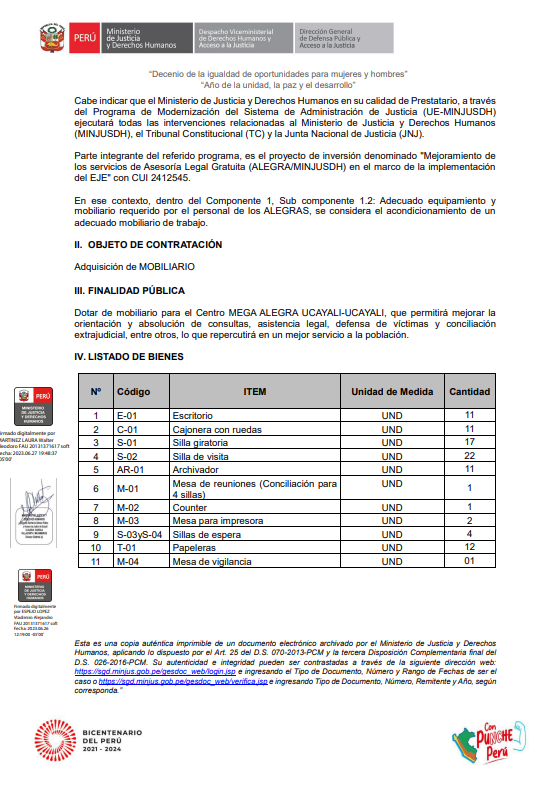 PERÚ
Ministerio
de Justicia
y Derechos Humanos
Despacho Viceministerial
de Derechos Humanos y
Acceso a la Justicia
Dirección General
de Defensa Pública y
Acceso a la Justicia
“Decenio de la igualdad de oportunidades para mujeres y hombres”
“Año de la unidad, la paz y el desarrollo”
Cabe indicar que el Ministerio de Justicia y Derechos Humanos en su calidad de Prestatario, a través
del Programa de Modernización del Sistema de Administración de Justicia (UE-MINJUSDH)
ejecutará todas las intervenciones relacionadas al Ministerio de Justicia y Derechos Humanos
(MINJUSDH), el Tribunal Constitucional (TC) y la Junta Nacional de Justicia (JNJ).
Parte integrante del referido programa, es el proyecto de inversión denominado "Mejoramiento de
los servicios de Asesoría Legal Gratuita (ALEGRA/MINJUSDH) en el marco de la implementación
del EJE" con CUI 2412545.
En ese contexto, dentro del Componente 1, Sub componente 1.2: Adecuado equipamiento y
mobiliario requerido por el personal de los ALEGRAS, se considera el acondicionamiento de un
adecuado mobiliario de trabajo.
II. OBJETO DE CONTRATACIÓN
Adquisición de MOBILIARIO
III. FINALIDAD PÚBLICA
Dotar de mobiliario para el Centro MEGA ALEGRA UCAYALI-UCAYALI, que permitirá mejorar la
orientación y absolución de consultas, asistencia legal, defensa de víctimas y conciliación
extrajudicial, entre otros, lo que repercutirá en un mejor servicio a la población.
IV. LISTADO DE BIENES
Nº Código ITEM Unidad de Medida Cantidad
1 E-01 Escritorio UND 11
2 C-01 Cajonera con ruedas UND 11
3 S-01 Silla giratoria UND 17
4 S-02 Silla de visita UND 22
5 AR-01 Archivador UND 11
6 M-01 Mesa de reuniones (Conciliación para
4 sillas) UND 1
7 M-02 Counter UND 1
8 M-03 Mesa para impresora UND 2
9 S-03yS-04 Sillas de espera UND 4
10 T-01 Papeleras UND 12
11 M-04 Mesa de vigilancia UND 01
PERÚ
MINISTERIO
DE JUSTICIA
Y DERECHOS
HUMANOS
irmado digitalmente por
MARTINEZ LAURA Walter
eodoro FAU 20131371617 soft
echa: 2023.06.27 19:48:37
05'00'
PERÚ
MINISTERIO
DE JUSTICIA
Y DERECHOS
HUMANOS
Firmado digitalmente
por ESPEJO LOPEZ
Vladimiro Alejandro
FAU 20131371617 soft
Fecha: 2023.06.26
12:19:00 -05'00'
Esta es una copia auténtica imprimible de un documento electrónico archivado por el Ministerio de Justicia y Derechos
Humanos, aplicando lo dispuesto por el Art. 25 del D.S. 070-2013-PCM y la tercera Disposición Complementaria final del
D.S. 026-2016-PCM. Su autenticidad e integridad pueden ser contrastadas a través de la siguiente dirección web:
https://sgd.minjus.gob.pe/gesdoc_web/login.jsp e ingresando el Tipo de Documento, Número y Rango de Fechas de ser el
caso o https://sgd.minjus.gob.pe/gesdoc_web/verifica.jsp e ingresando Tipo de Documento, Número, Remitente y Año, según
corresponda.”
BICENTENARIO
DEL PERÚ
2021 - 2024
Con
PUNCHE
Perú